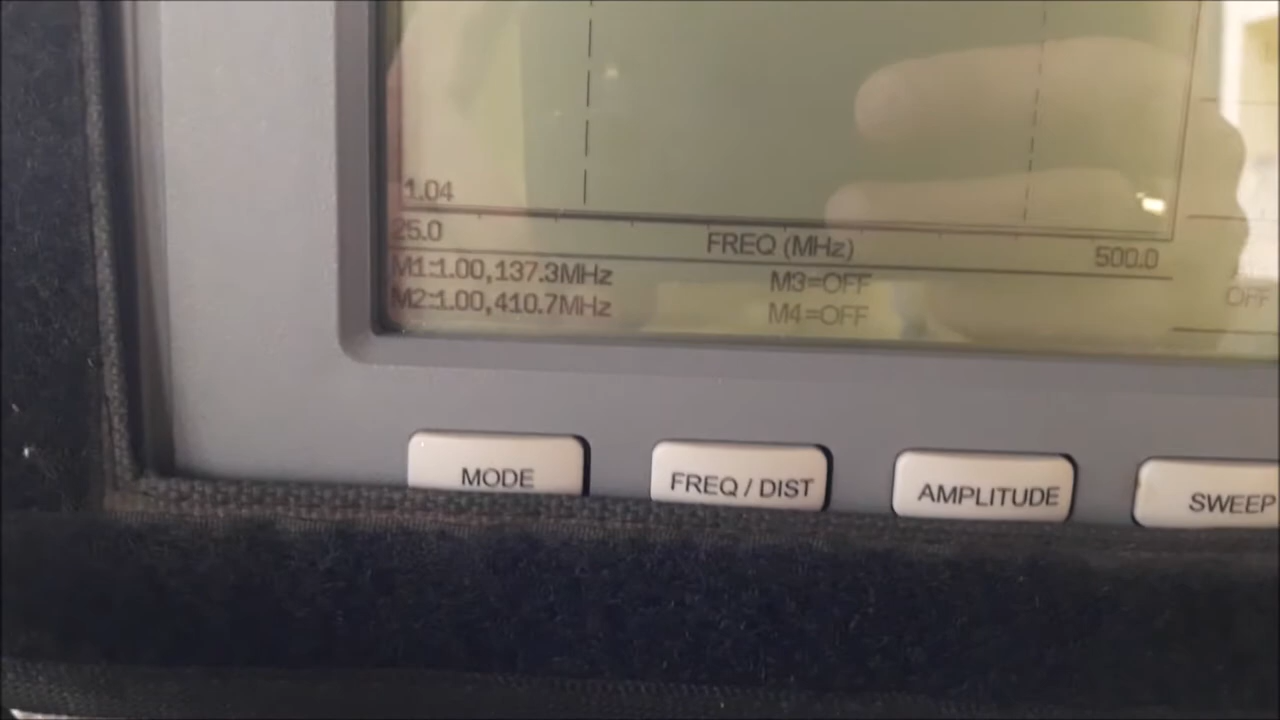 1.04
25.0 FREQ (MHz) 500.0
M1:1.00,137.3MHz M3=OFF OFF
M2:1.00,410.7MHz M4=OFF
MODE FREQ / DIST AMPLITUDE SWEEP